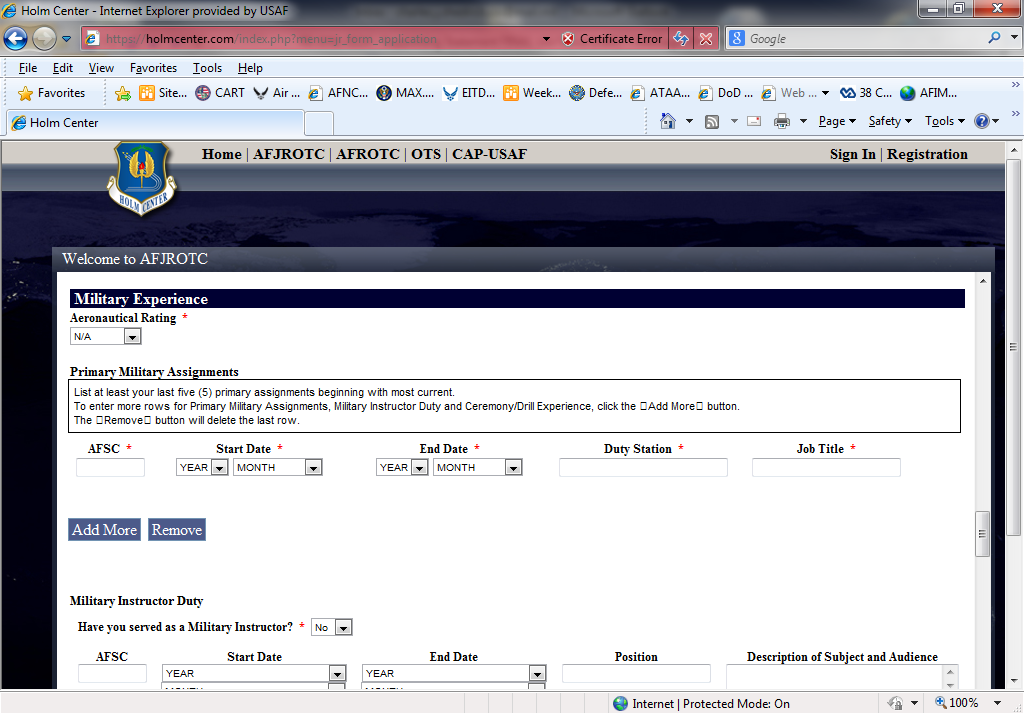 Holm Center - Internet Explorer provided by USAF
https://holmcenter.com/index.php?menu=jr_form_application
Certificate Error
Google
File Edit View Favorites Tools Help
Favorites Site... CART Air ... AFNC... MAX.... EITD... Week... Defe... ATAA... DoD ... Web ... 38 C... AFIM... »
Holm Center
Page Safety Tools »
HOLM CENTER
Home | AFJROTC | AFROTC | OTS | CAP-USAF
Sign In | Registration
Welcome to AFJROTC
Military Experience
Aeronautical Rating *
N/A
Primary Military Assignments
List at least your last five (5) primary assignments beginning with most current.
To enter more rows for Primary Military Assignments, Military Instructor Duty and Ceremony/Drill Experience, click the □Add More□ button.
The □Remove□ button will delete the last row.
AFSC * Start Date * End Date * Duty Station * Job Title *
YEAR MONTH YEAR MONTH
Add More Remove
Military Instructor Duty
Have you served as a Military Instructor? * No
AFSC Start Date End Date Position Description of Subject and Audience
YEAR YEAR
MONTH MONTH
Internet | Protected Mode: On
100%